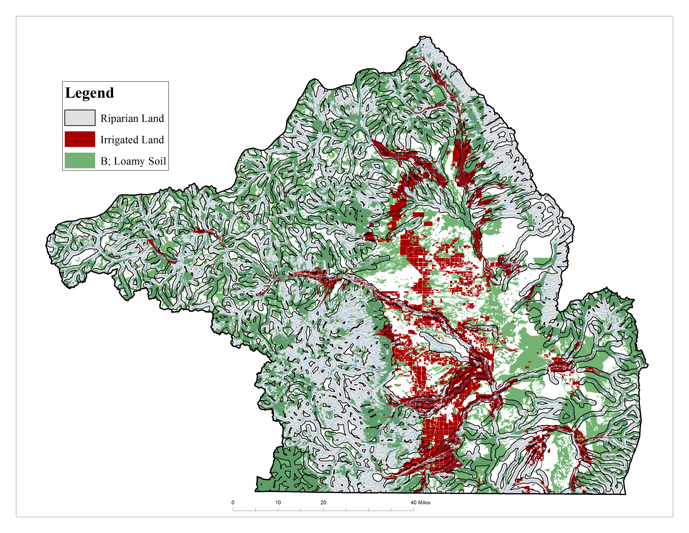 Legend
Riparian Land
Irrigated Land
B; Loamy Soil
0 10 20 40 Miles